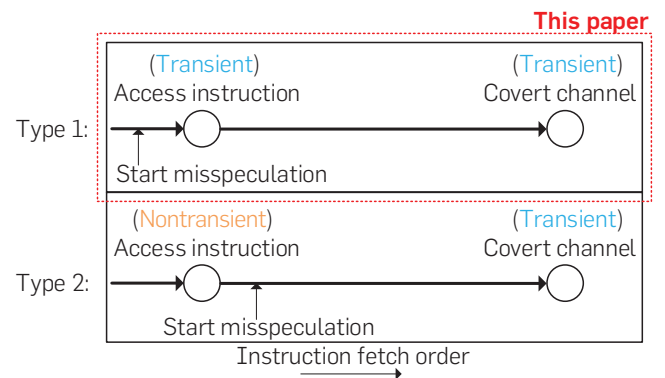 This paper
(Transient) (Transient)
Access instruction Covert channel
Type 1:
Start misspeculation
(Nontransient) (Transient)
Access instruction Covert channel
Type 2:
Start misspeculation
Instruction fetch order